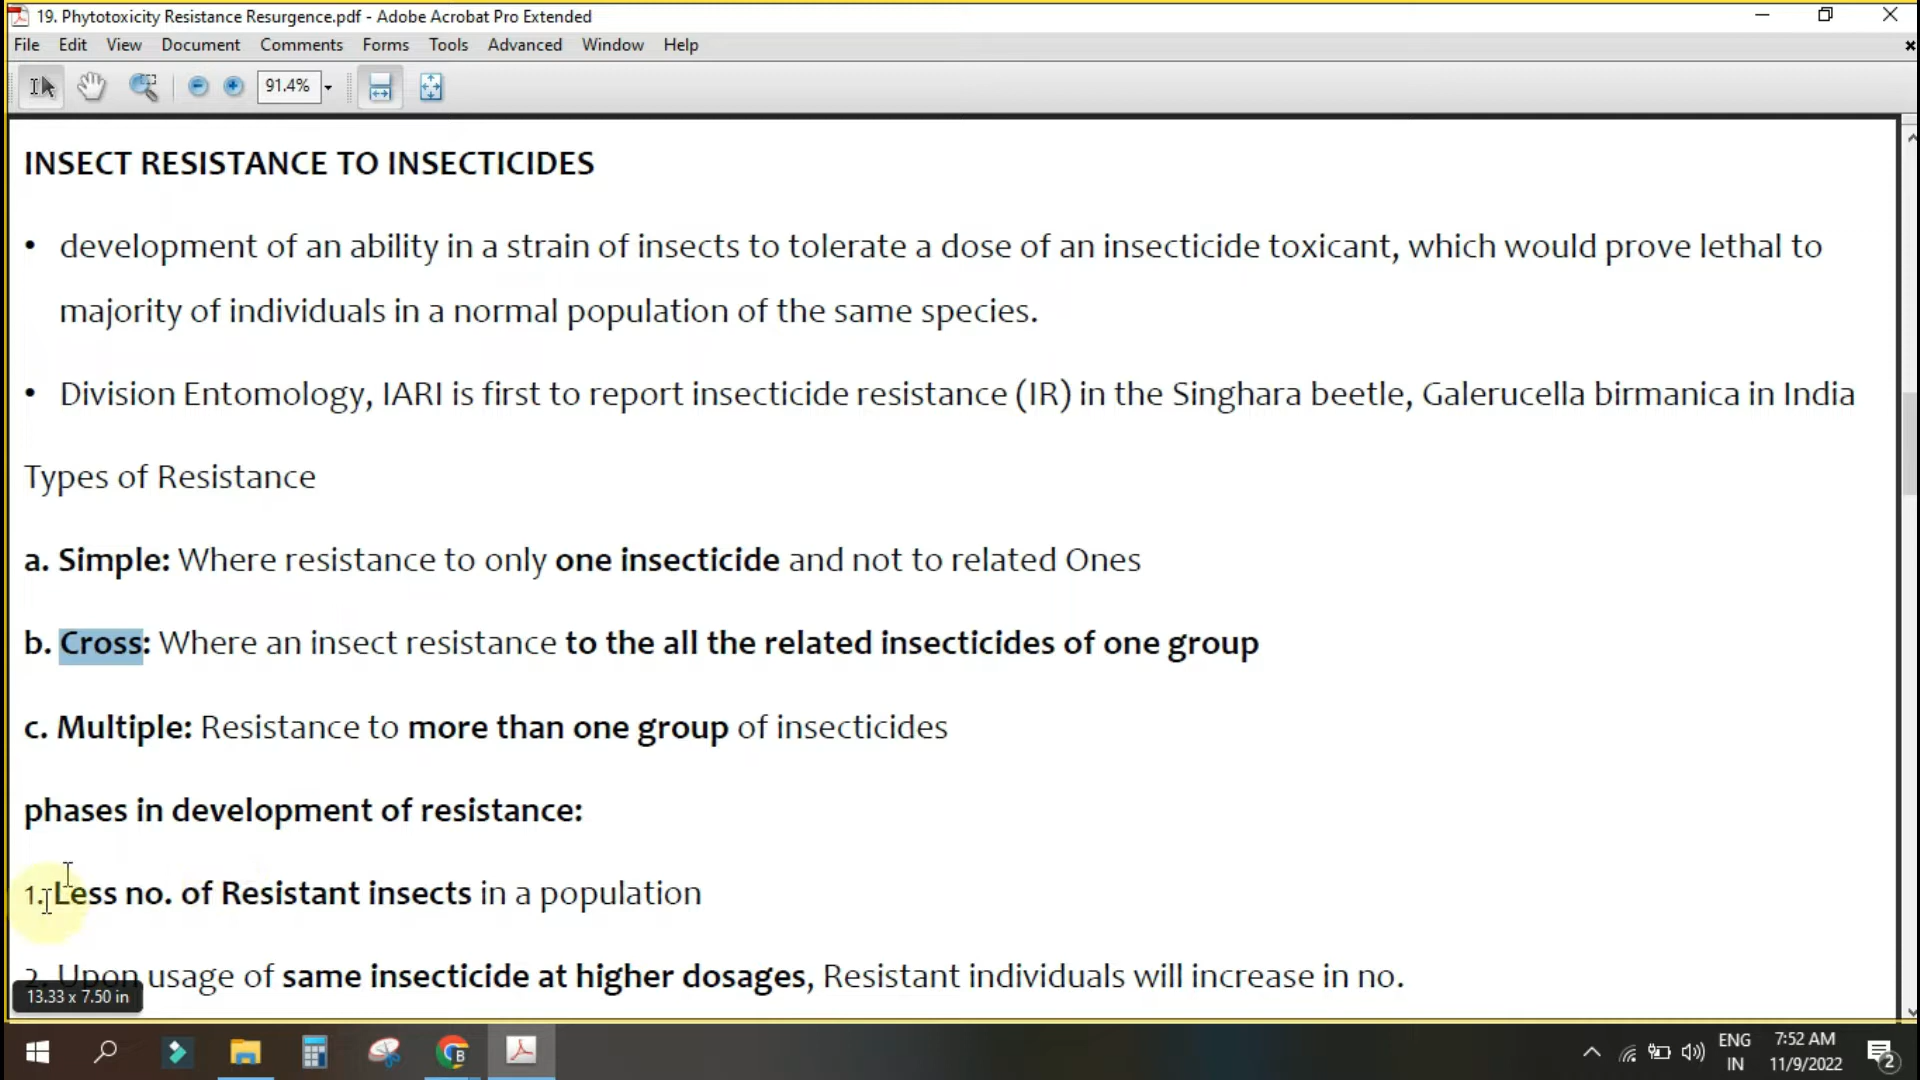 19. Phytotoxicity Resistance Resurgence.pdf - Adobe Acrobat Pro Extended
File Edit View Document Comments Forms Tools Advanced Window Help
91.4%
INSECT RESISTANCE TO INSECTICIDES
• development of an ability in a strain of insects to tolerate a dose of an insecticide toxicant, which would prove lethal to
majority of individuals in a normal population of the same species.
• Division Entomology, IARI is first to report insecticide resistance (IR) in the Singhara beetle, Galerucella birmanica in India
Types of Resistance
a. Simple: Where resistance to only one insecticide and not to related Ones
b. Cross: Where an insect resistance to the all the related insecticides of one group
c. Multiple: Resistance to more than one group of insecticides
phases in development of resistance:
1. Less no. of Resistant insects in a population
2. Upon usage of same insecticide at higher dosages, Resistant individuals will increase in no.
13.33 x 7.50 in
B
ENG 7:52 AM
IN 11/9/2022
2